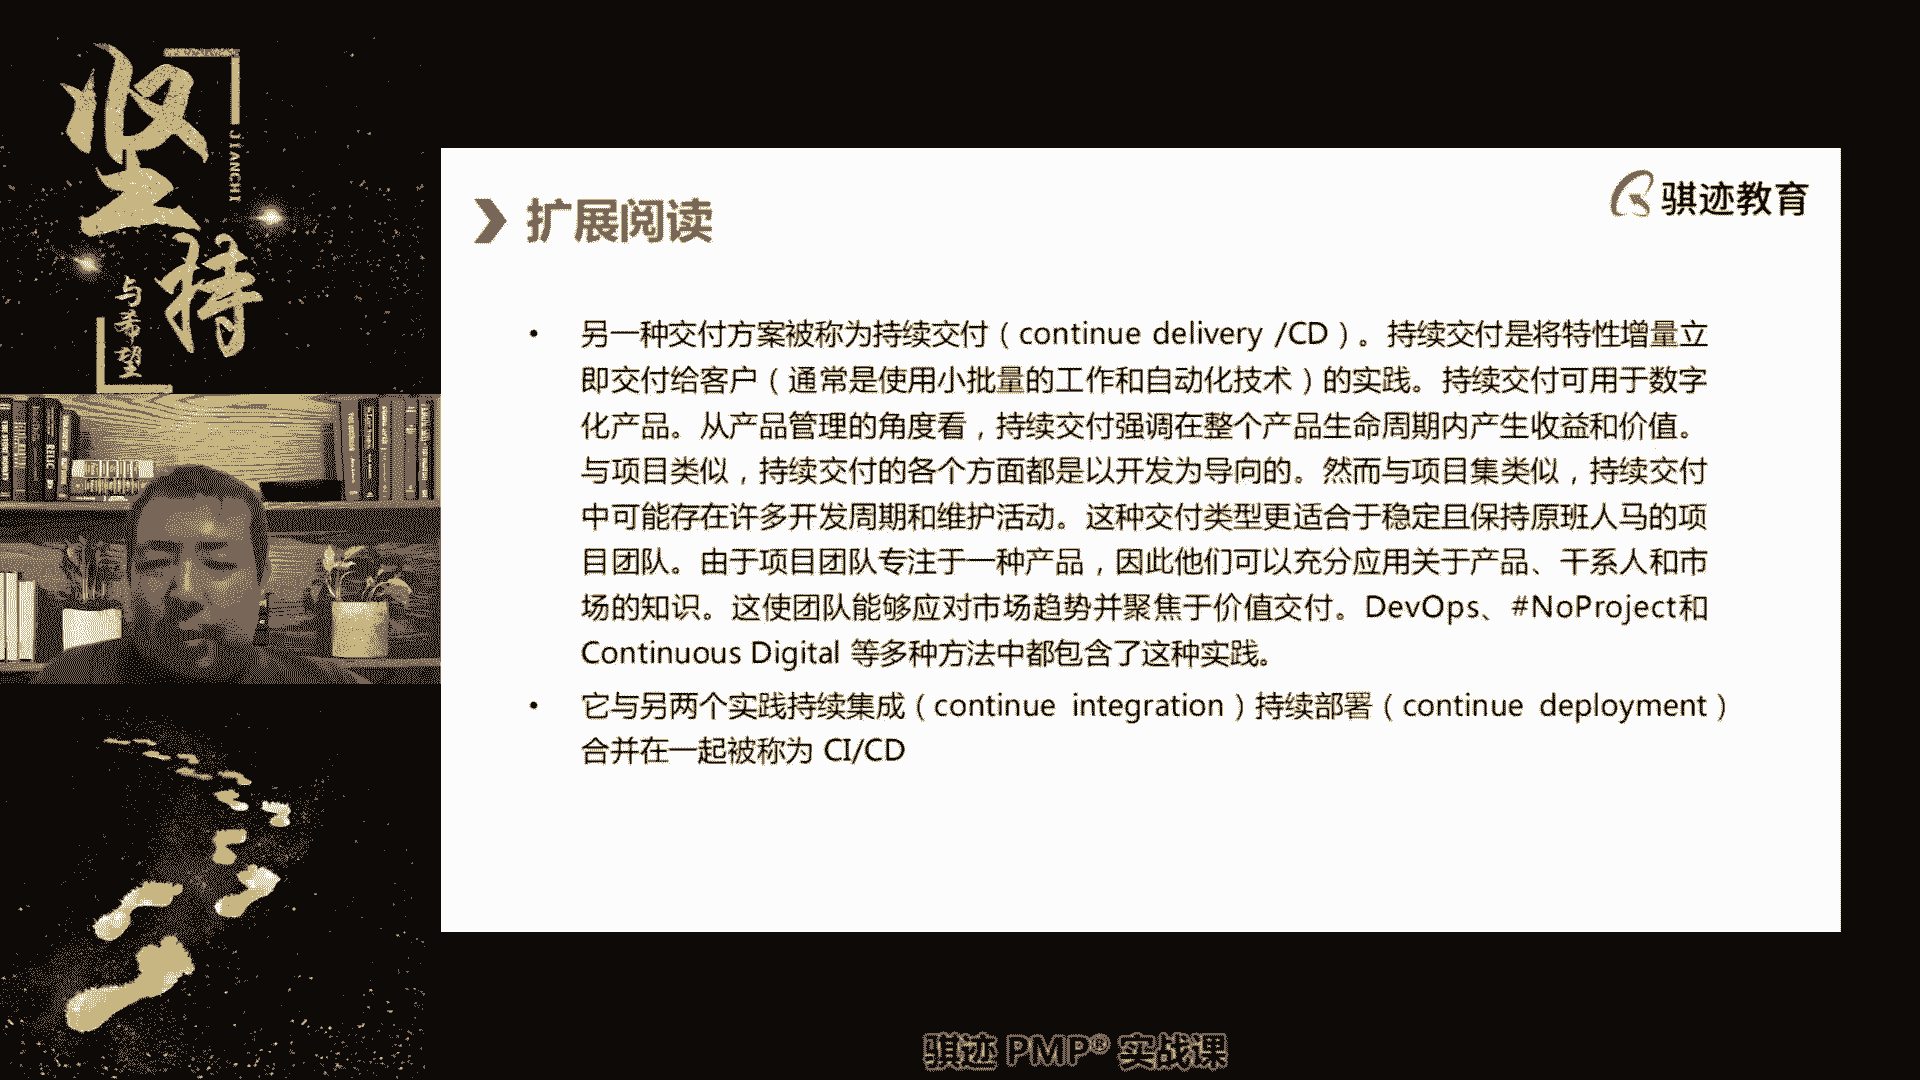 坚持
JIANCHI
与希望
骐迹教育
扩展阅读
• 另一种交付方案被称为持续交付（continue delivery /CD）。持续交付是将特性增量立
即交付给客户（通常是使用小批量的工作和自动化技术）的实践。持续交付可用于数字
化产品。从产品管理的角度看，持续交付强调在整个产品生命周期内产生收益和价值。
与项目类似，持续交付的各个方面都是以开发为导向的。然而与项目集类似，持续交付
中可能存在许多开发周期和维护活动。这种交付类型更适合于稳定且保持原班人马的项
目团队。由于项目团队专注于一种产品，因此他们可以充分应用关于产品、干系人和市
场的知识。这使团队能够应对市场趋势并聚焦于价值交付。DevOps、#NoProject和
Continuous Digital 等多种方法中都包含了这种实践。
• 它与另两个实践持续集成（continue integration）持续部署（continue deployment）
合并在一起被称为 CI/CD
骐迹 PMP® 实战课